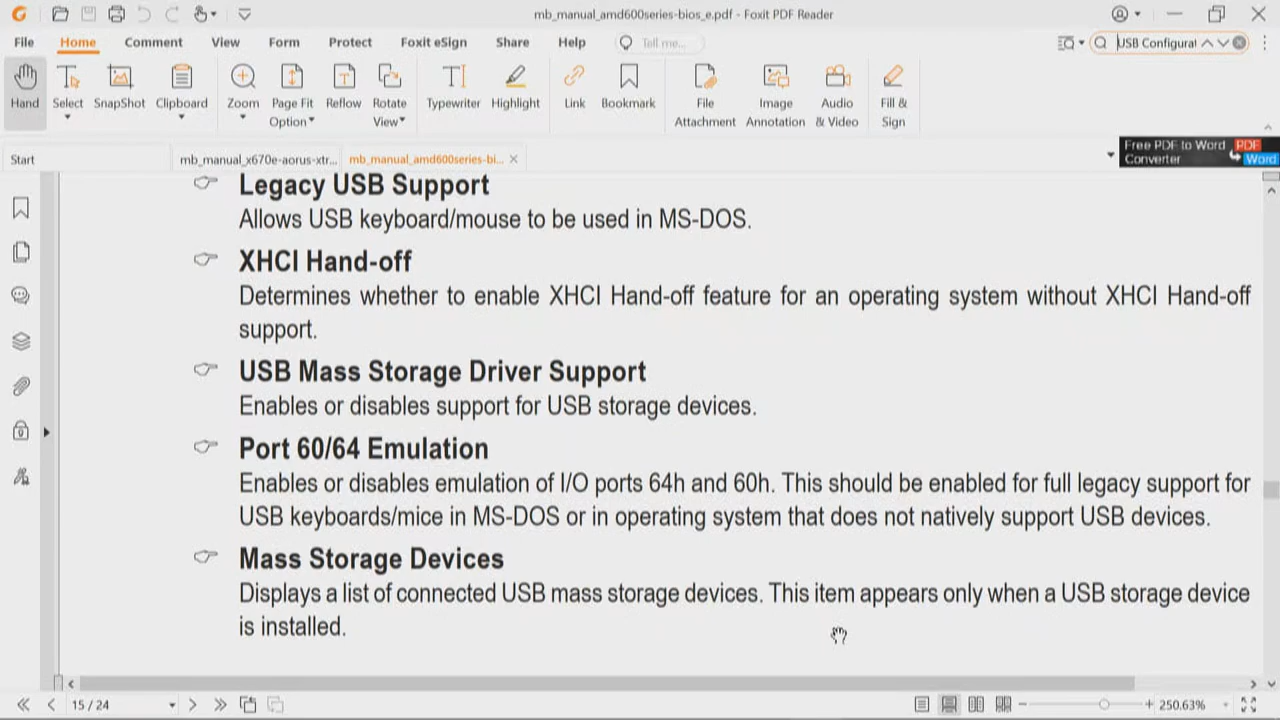 mb_manual_amd600series-bios_e.pdf - Foxit PDF Reader
File Home Comment View Form Protect Foxit eSign Share Help Tell me... USB Configurat
Hand Select SnapShot Clipboard Zoom Page Fit Option Reflow Rotate View Typewriter Highlight Link Bookmark File Attachment Image Annotation Audio & Video Fill & Sign
Start mb_manual_x670e-aorus-xtr... mb_manual_amd600series-bi...
Free PDF to Word PDF
Converter Word
Legacy USB Support
Allows USB keyboard/mouse to be used in MS-DOS.
XHCI Hand-off
Determines whether to enable XHCI Hand-off feature for an operating system without XHCI Hand-off
support.
USB Mass Storage Driver Support
Enables or disables support for USB storage devices.
Port 60/64 Emulation
Enables or disables emulation of I/O ports 64h and 60h. This should be enabled for full legacy support for
USB keyboards/mice in MS-DOS or in operating system that does not natively support USB devices.
Mass Storage Devices
Displays a list of connected USB mass storage devices. This item appears only when a USB storage device
is installed.
15 / 24 250.63%